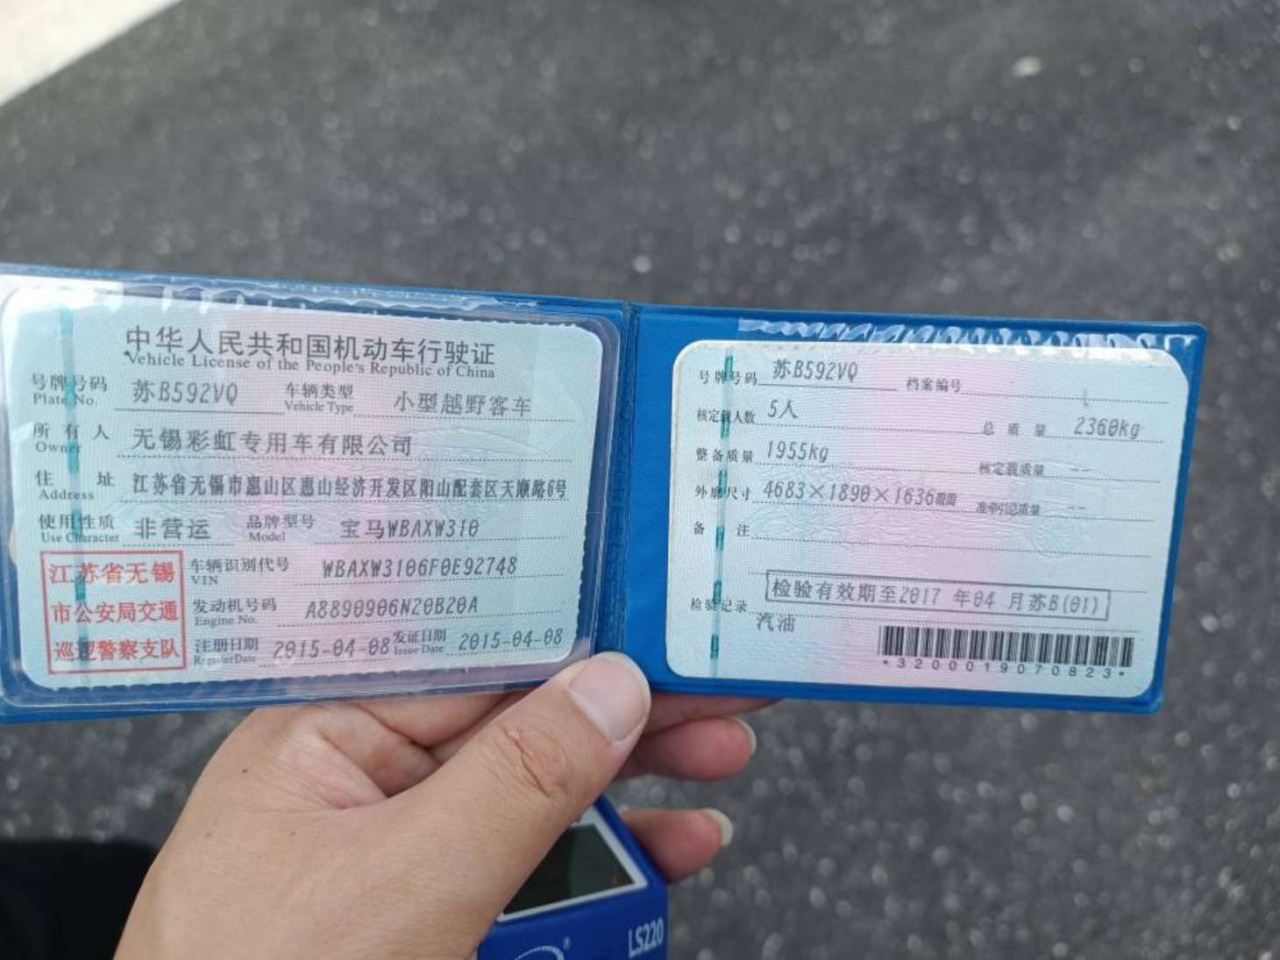 中华人民共和国机动车行驶证
Vehicle License of the People's Republic of China
号牌号码 苏B592VQ 车辆类型 小型越野客车
Plate No. Vehicle Type
所有人 无锡彩虹专用车有限公司
Owner
住址 江苏省无锡市惠山区惠山经济开发区阳山配套区天顺路6号
Address
使用性质 非营运 品牌型号 宝马WBAXW310
Use Character Model
江苏省无锡
市公安局交通
巡逻警察支队
车辆识别代号 WBAXW3106F0E92748
VIN
发动机号码 A8890906N20B20A
Engine No.
注册日期 2015-04-08 发证日期 2015-04-08
Register Date Issue Date
号牌号码 苏B592VQ 档案编号
核定载人数 5人 总质量 2360kg
整备质量 1955kg 核定载质量 --
外廓尺寸 4683×1890×1636mm 准牵引总质量 --
备注
检验有效期至2017 年04 月苏B(01)
检验记录
汽油
*3200019070823*
LS220
®